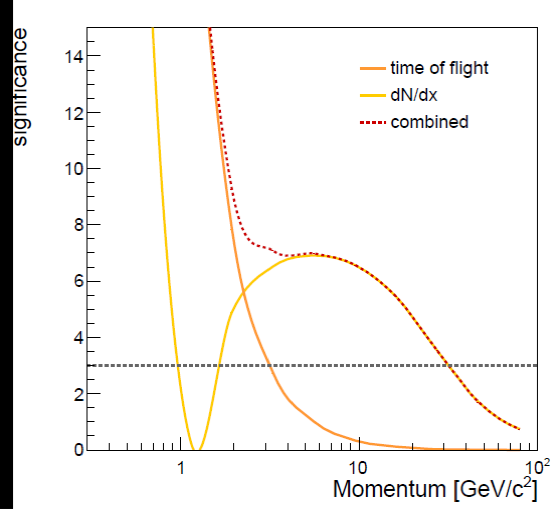 significance
14
12
10
8
6
4
2
0
time of flight
dN/dx
combined
1
10
10²
Momentum [GeV/c²]